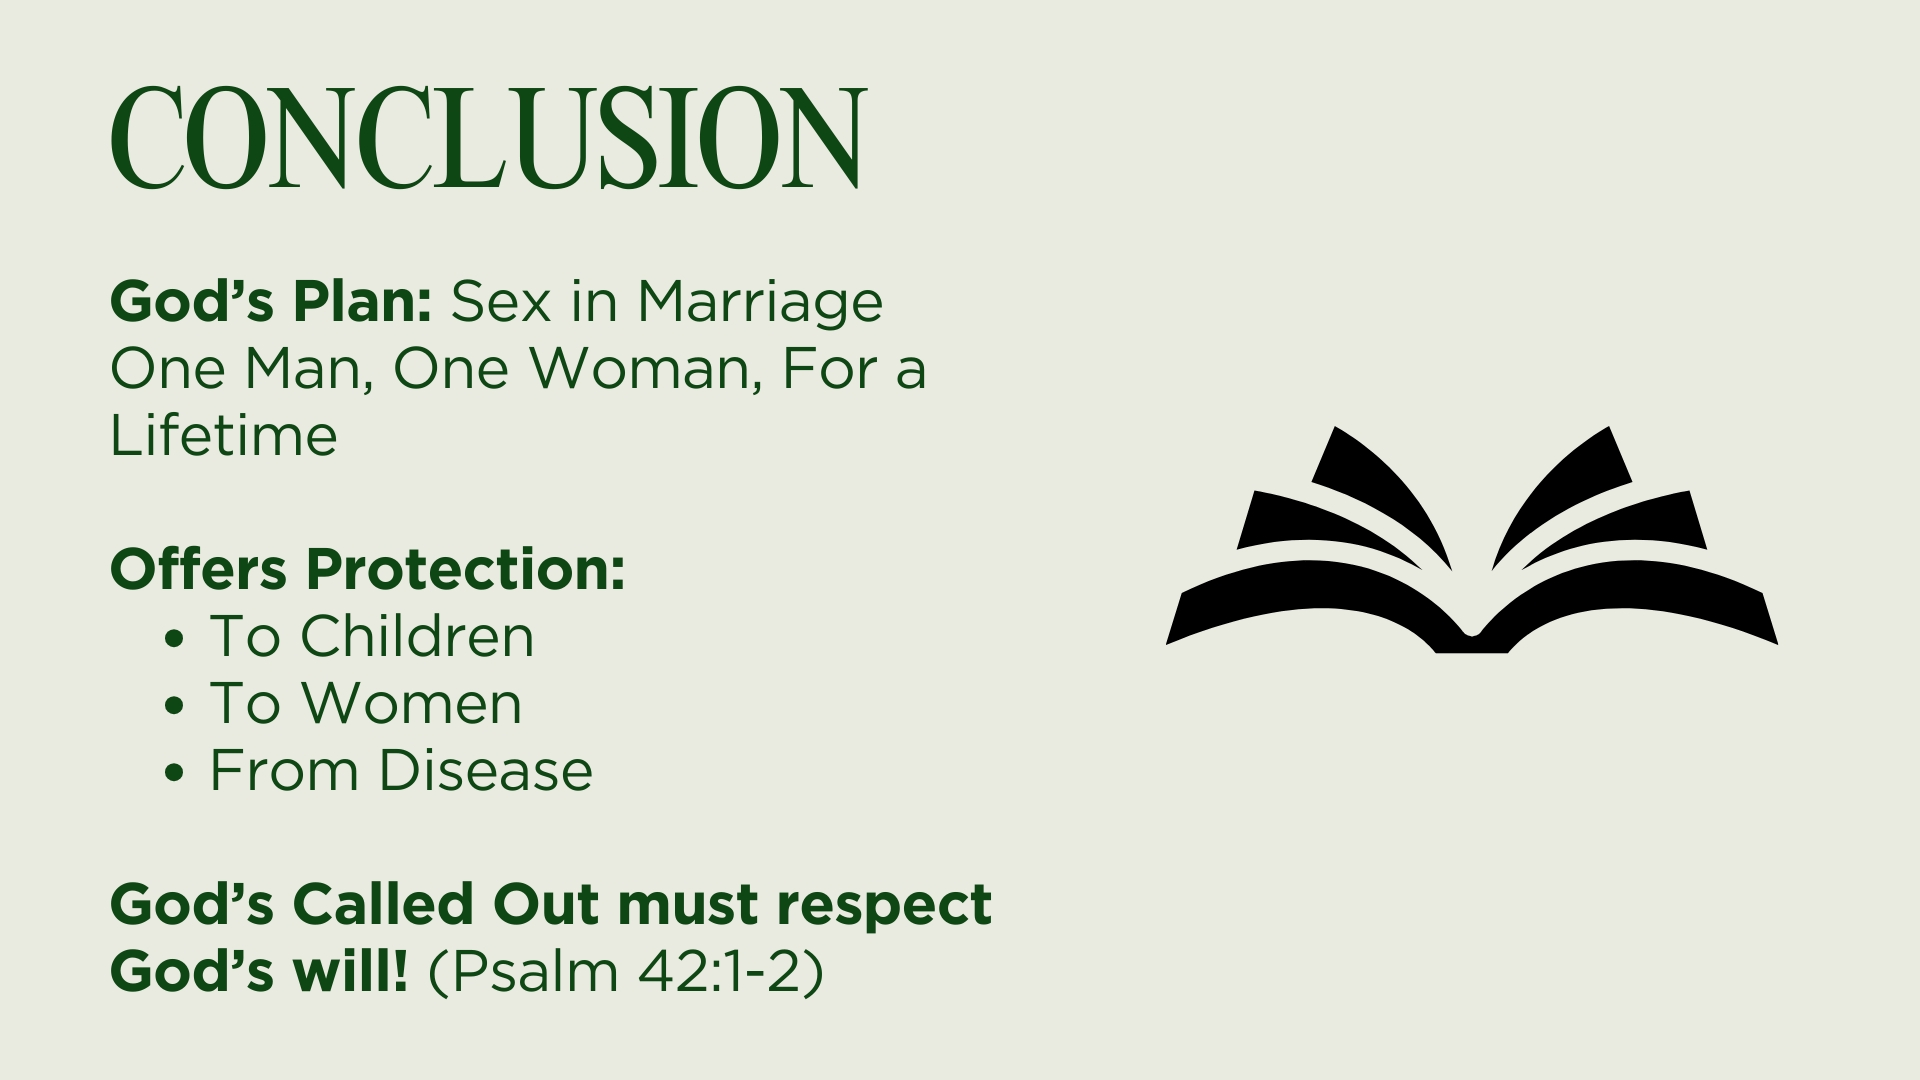 CONCLUSION
God’s Plan: Sex in Marriage
One Man, One Woman, For a
Lifetime
Offers Protection:
• To Children
• To Women
• From Disease
God’s Called Out must respect
God’s will! (Psalm 42:1-2)